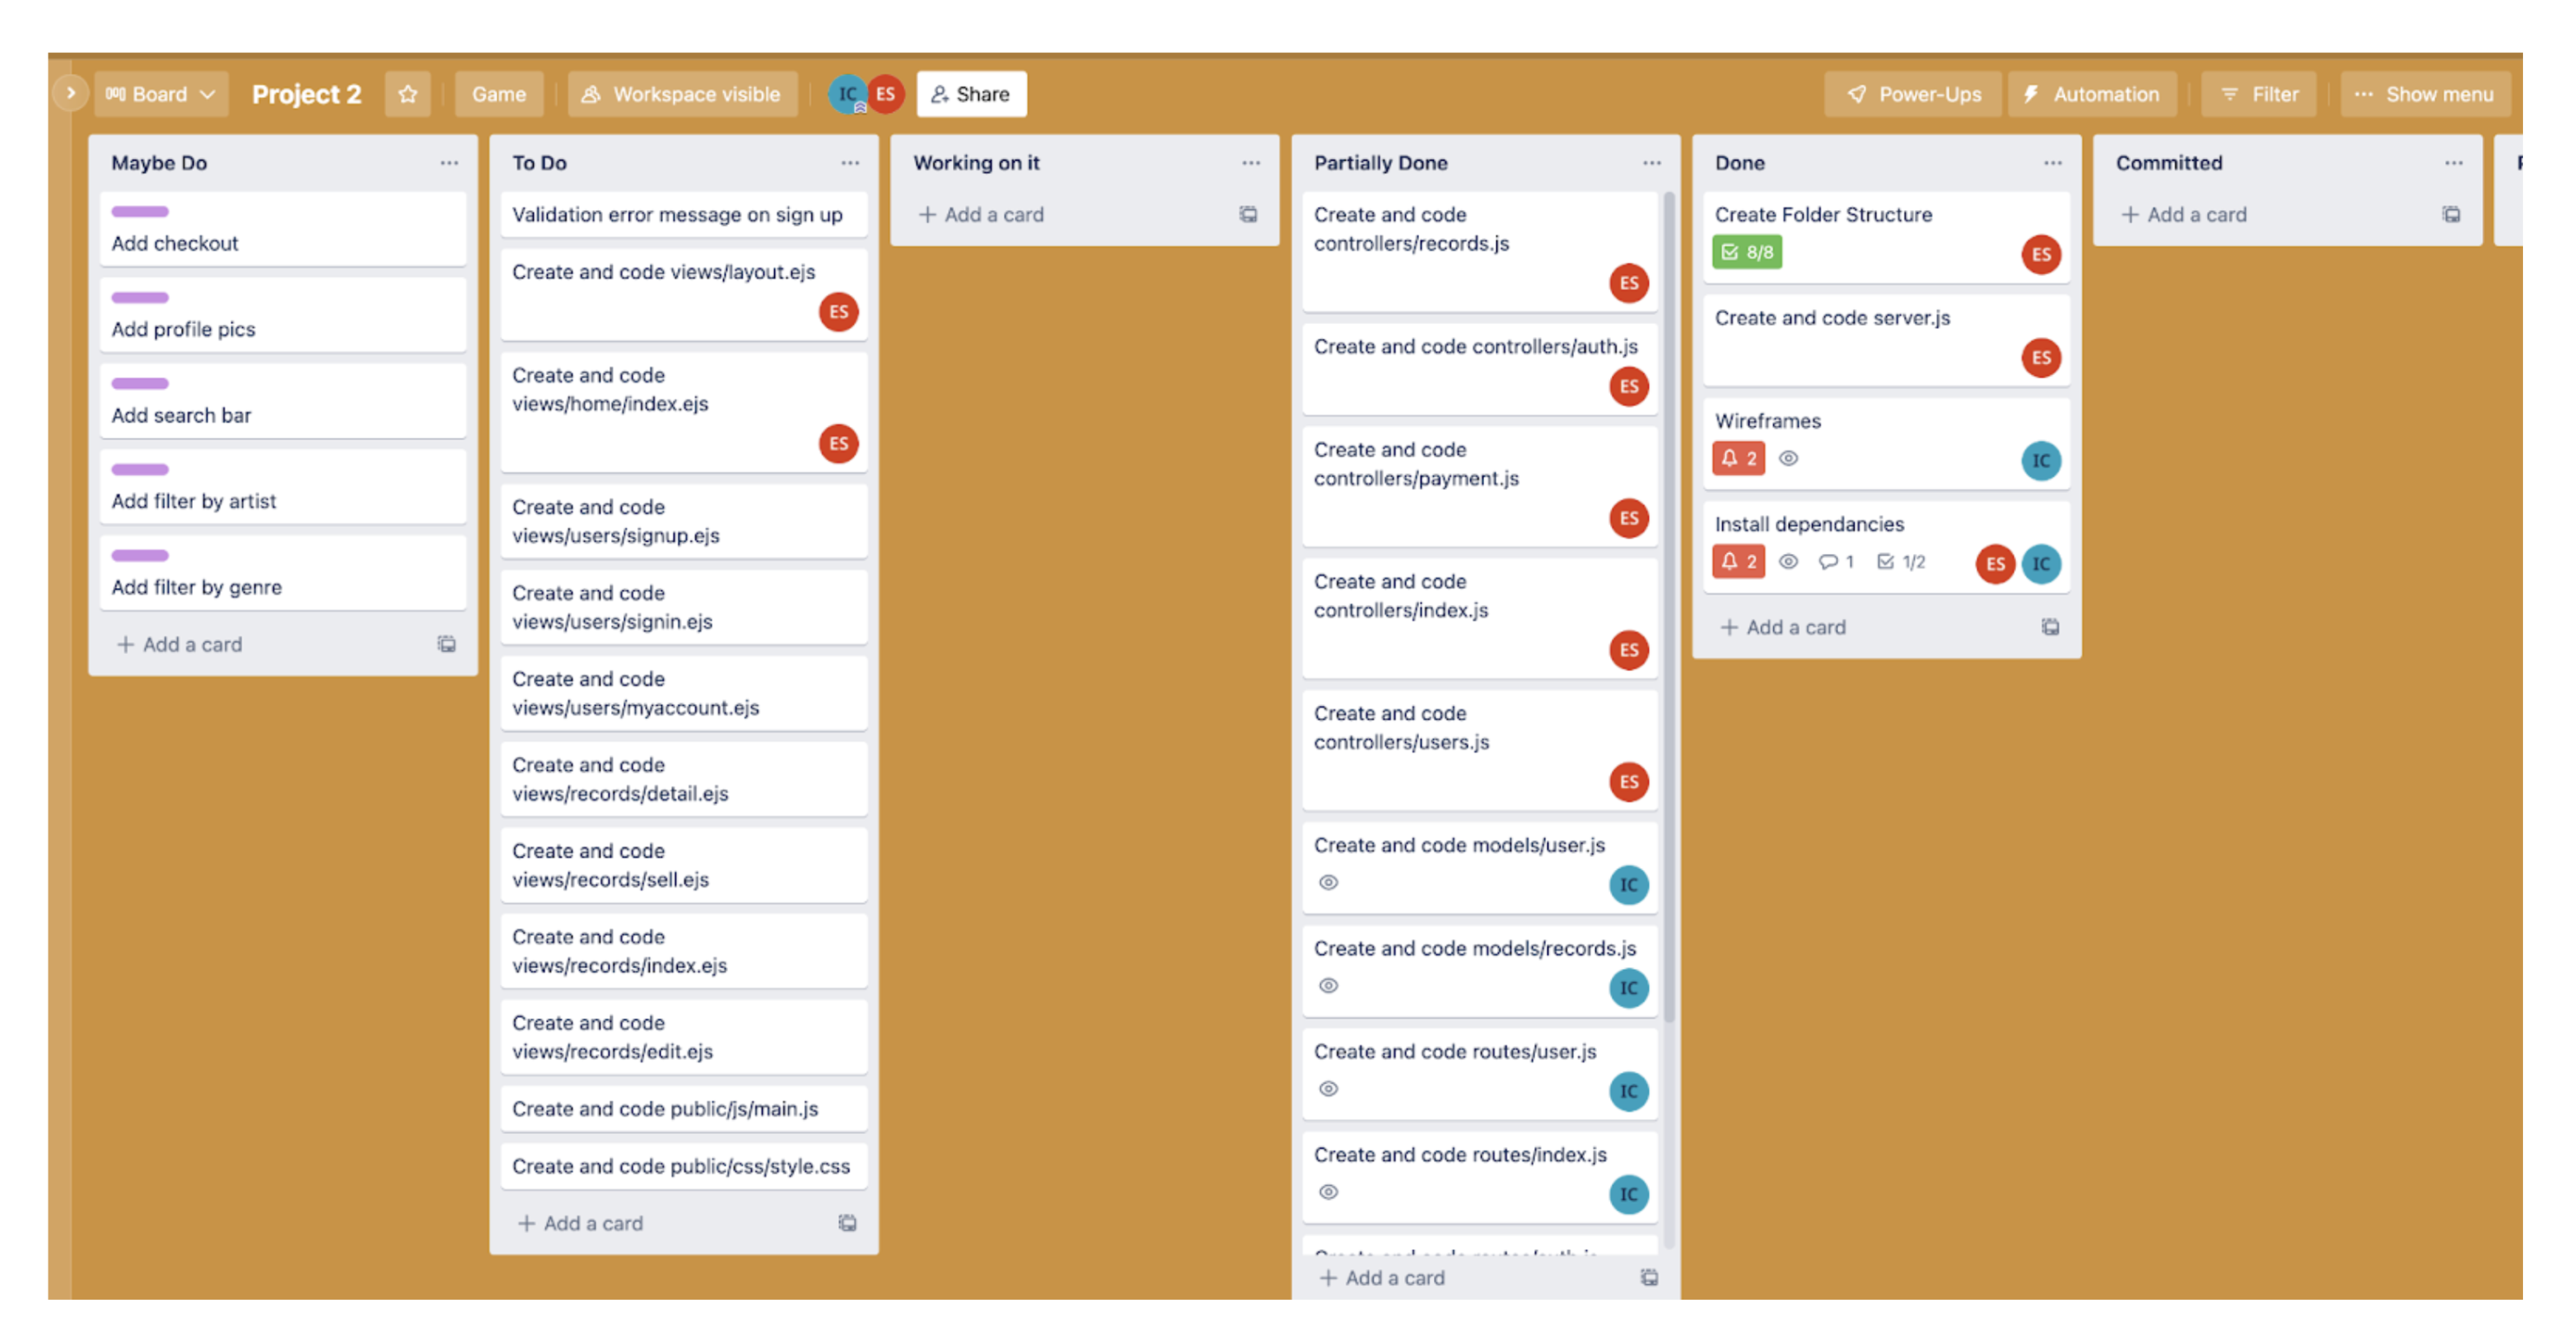 Board
Project 2
Game
Workspace visible
IC
ES
Share
Power-Ups
Automation
Filter
Show menu
Maybe Do
Add checkout
Add profile pics
Add search bar
Add filter by artist
Add filter by genre
+ Add a card
To Do
Validation error message on sign up
Create and code views/layout.ejs
ES
Create and code
views/home/index.ejs
ES
Create and code
views/users/signup.ejs
Create and code
views/users/signin.ejs
Create and code
views/users/myaccount.ejs
Create and code
views/records/detail.ejs
Create and code
views/records/sell.ejs
Create and code
views/records/index.ejs
Create and code
views/records/edit.ejs
Create and code public/js/main.js
Create and code public/css/style.css
+ Add a card
Working on it
+ Add a card
Partially Done
Create and code
controllers/records.js
ES
Create and code controllers/auth.js
ES
Create and code
controllers/payment.js
ES
Create and code
controllers/index.js
ES
Create and code
controllers/users.js
ES
Create and code models/user.js
IC
Create and code models/records.js
IC
Create and code routes/user.js
IC
Create and code routes/index.js
IC
Create and code routes/auth.js
+ Add a card
Done
Create Folder Structure
8/8
ES
Create and code server.js
ES
Wireframes
2
IC
Install dependancies
2
1
1/2
ES
IC
+ Add a card
Committed
+ Add a card